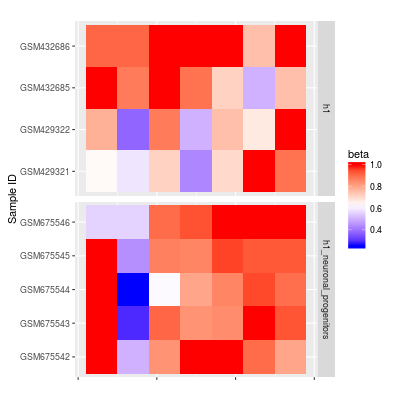 Sample ID
GSM432686
GSM432685
GSM429322
GSM429321
h1
GSM675546
GSM675545
GSM675544
GSM675543
GSM675542
h1_neuronal_progenitors
beta
1.0
0.8
0.6
0.4